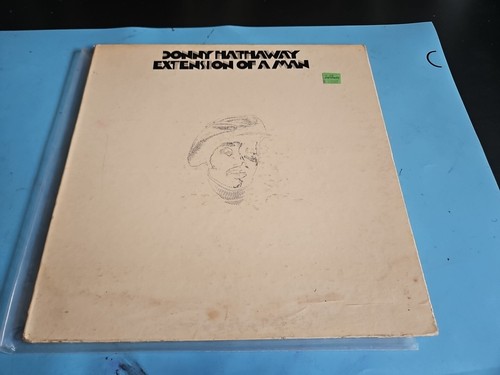 DONNY HATHAWAY
EXTENSION OF A MAN